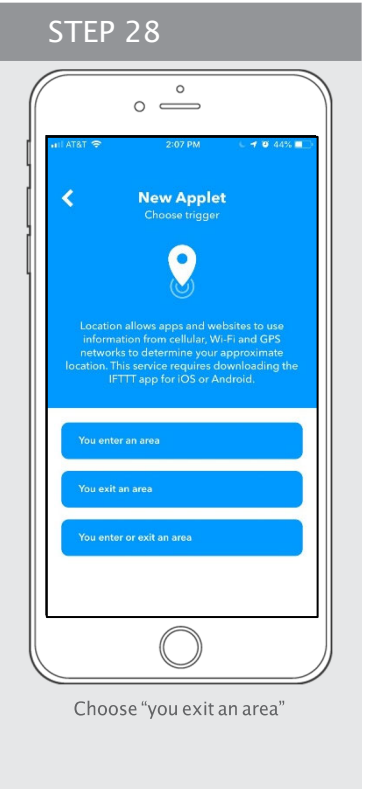 STEP 28
AT&T 2:07 PM 44%
New Applet
Choose trigger
Location allows apps and websites to use
information from cellular, Wi-Fi and GPS
networks to determine your approximate
location. This service requires downloading the
IFTTT app for iOS or Android.
You enter an area
You exit an area
You enter or exit an area
Choose “you exit an area”